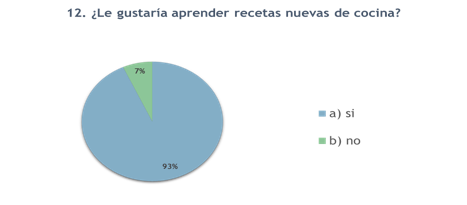 12. ¿Le gustaría aprender recetas nuevas de cocina?
7%
a) si
b) no
93%